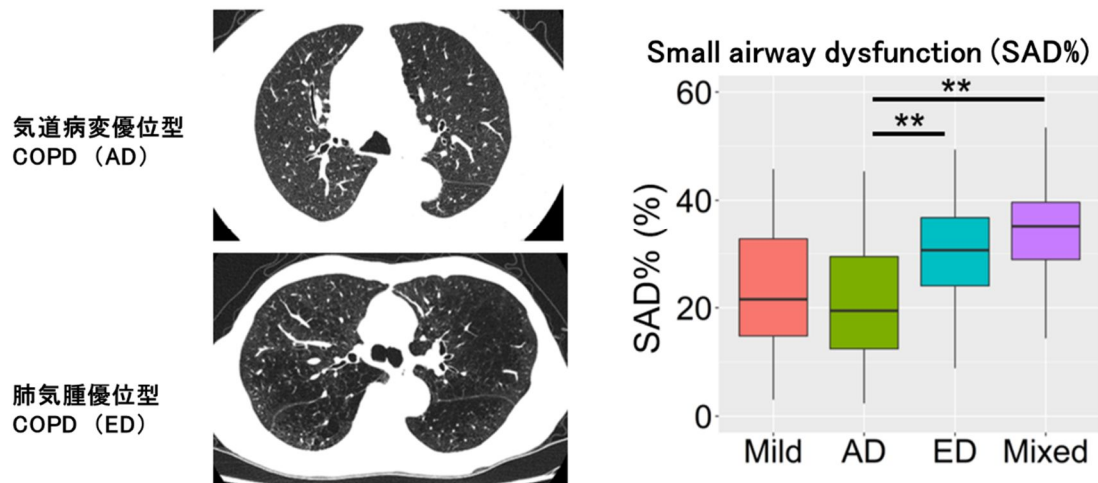 気道病変優位型
COPD （AD）
肺気腫優位型
COPD （ED）
Small airway dysfunction (SAD%)
**
**
SAD% (%)
60
40
20
0
Mild AD ED Mixed